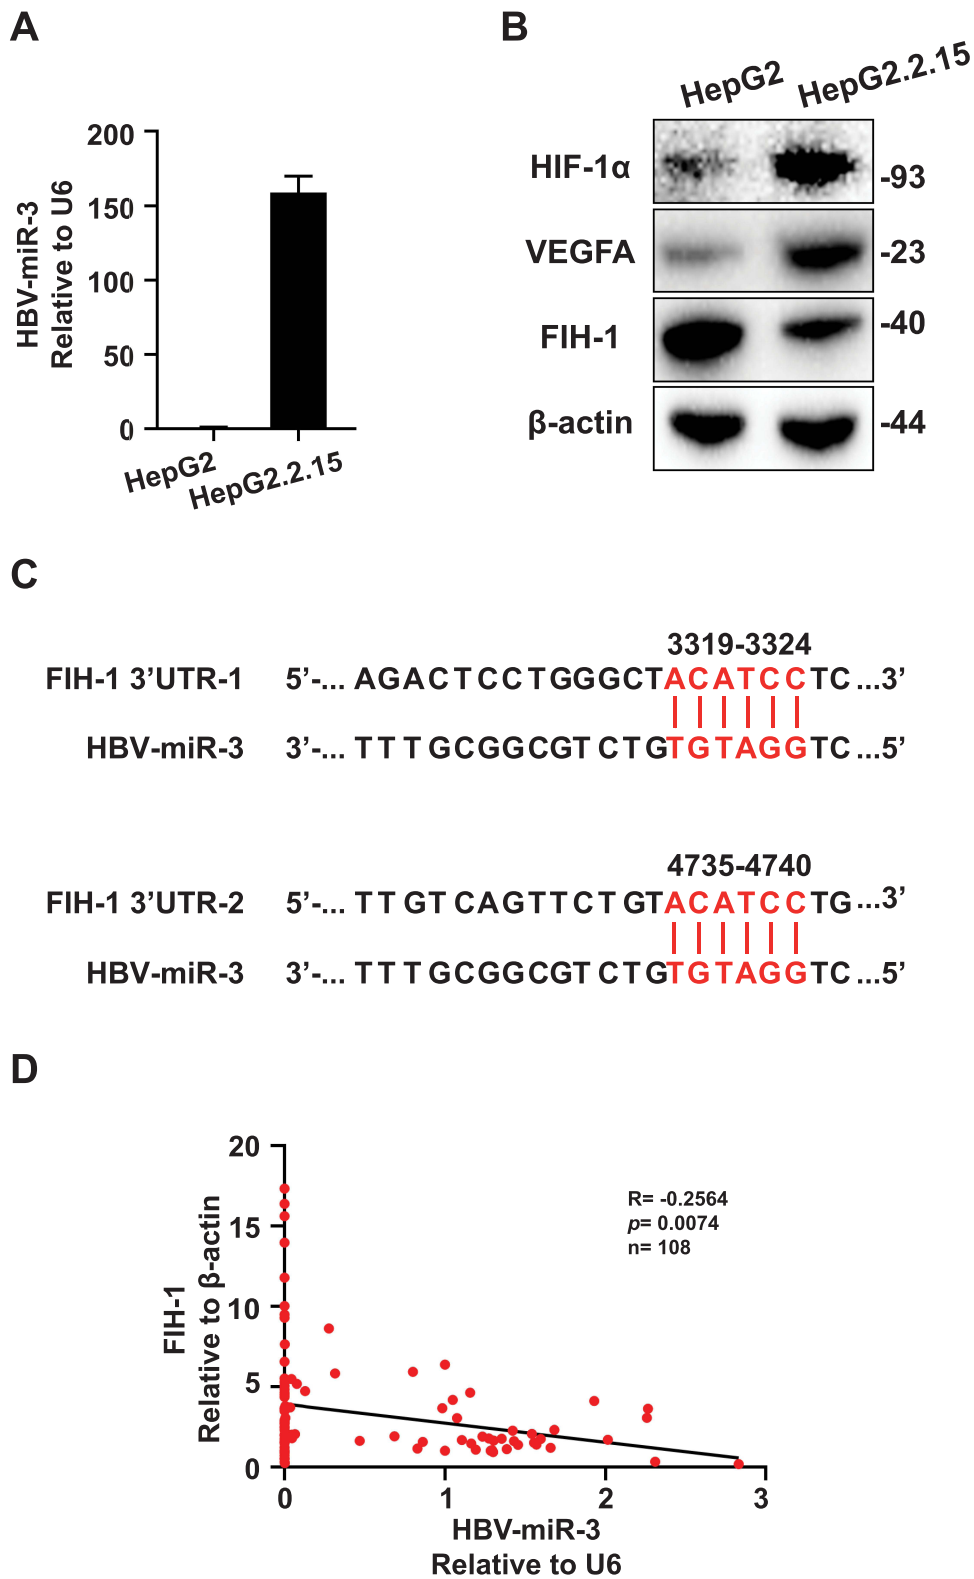 A
200
150
100
50
0
HBV-miR-3
Relative to U6
HepG2
HepG2.2.15
B
HepG2 HepG2.2.15
HIF-1α -93
VEGFA -23
FIH-1 -40
β-actin -44
C
3319-3324
FIH-1 3’UTR-1 5’-... AGACTCCTGGGCTACATCCTC ...3’
HBV-miR-3 3’-... TTTGCGGCGTCTGTGTAGGTC ...5’
4735-4740
FIH-1 3’UTR-2 5’-... TTGTCAGTTCTGTACATCCTG ...3’
HBV-miR-3 3’-... TTTGCGGCGTCTGTGTAGGTC ...5’
D
20
15
10
5
0
FIH-1
Relative to β-actin
R= -0.2564
p= 0.0074
n= 108
0 1 2 3
HBV-miR-3
Relative to U6